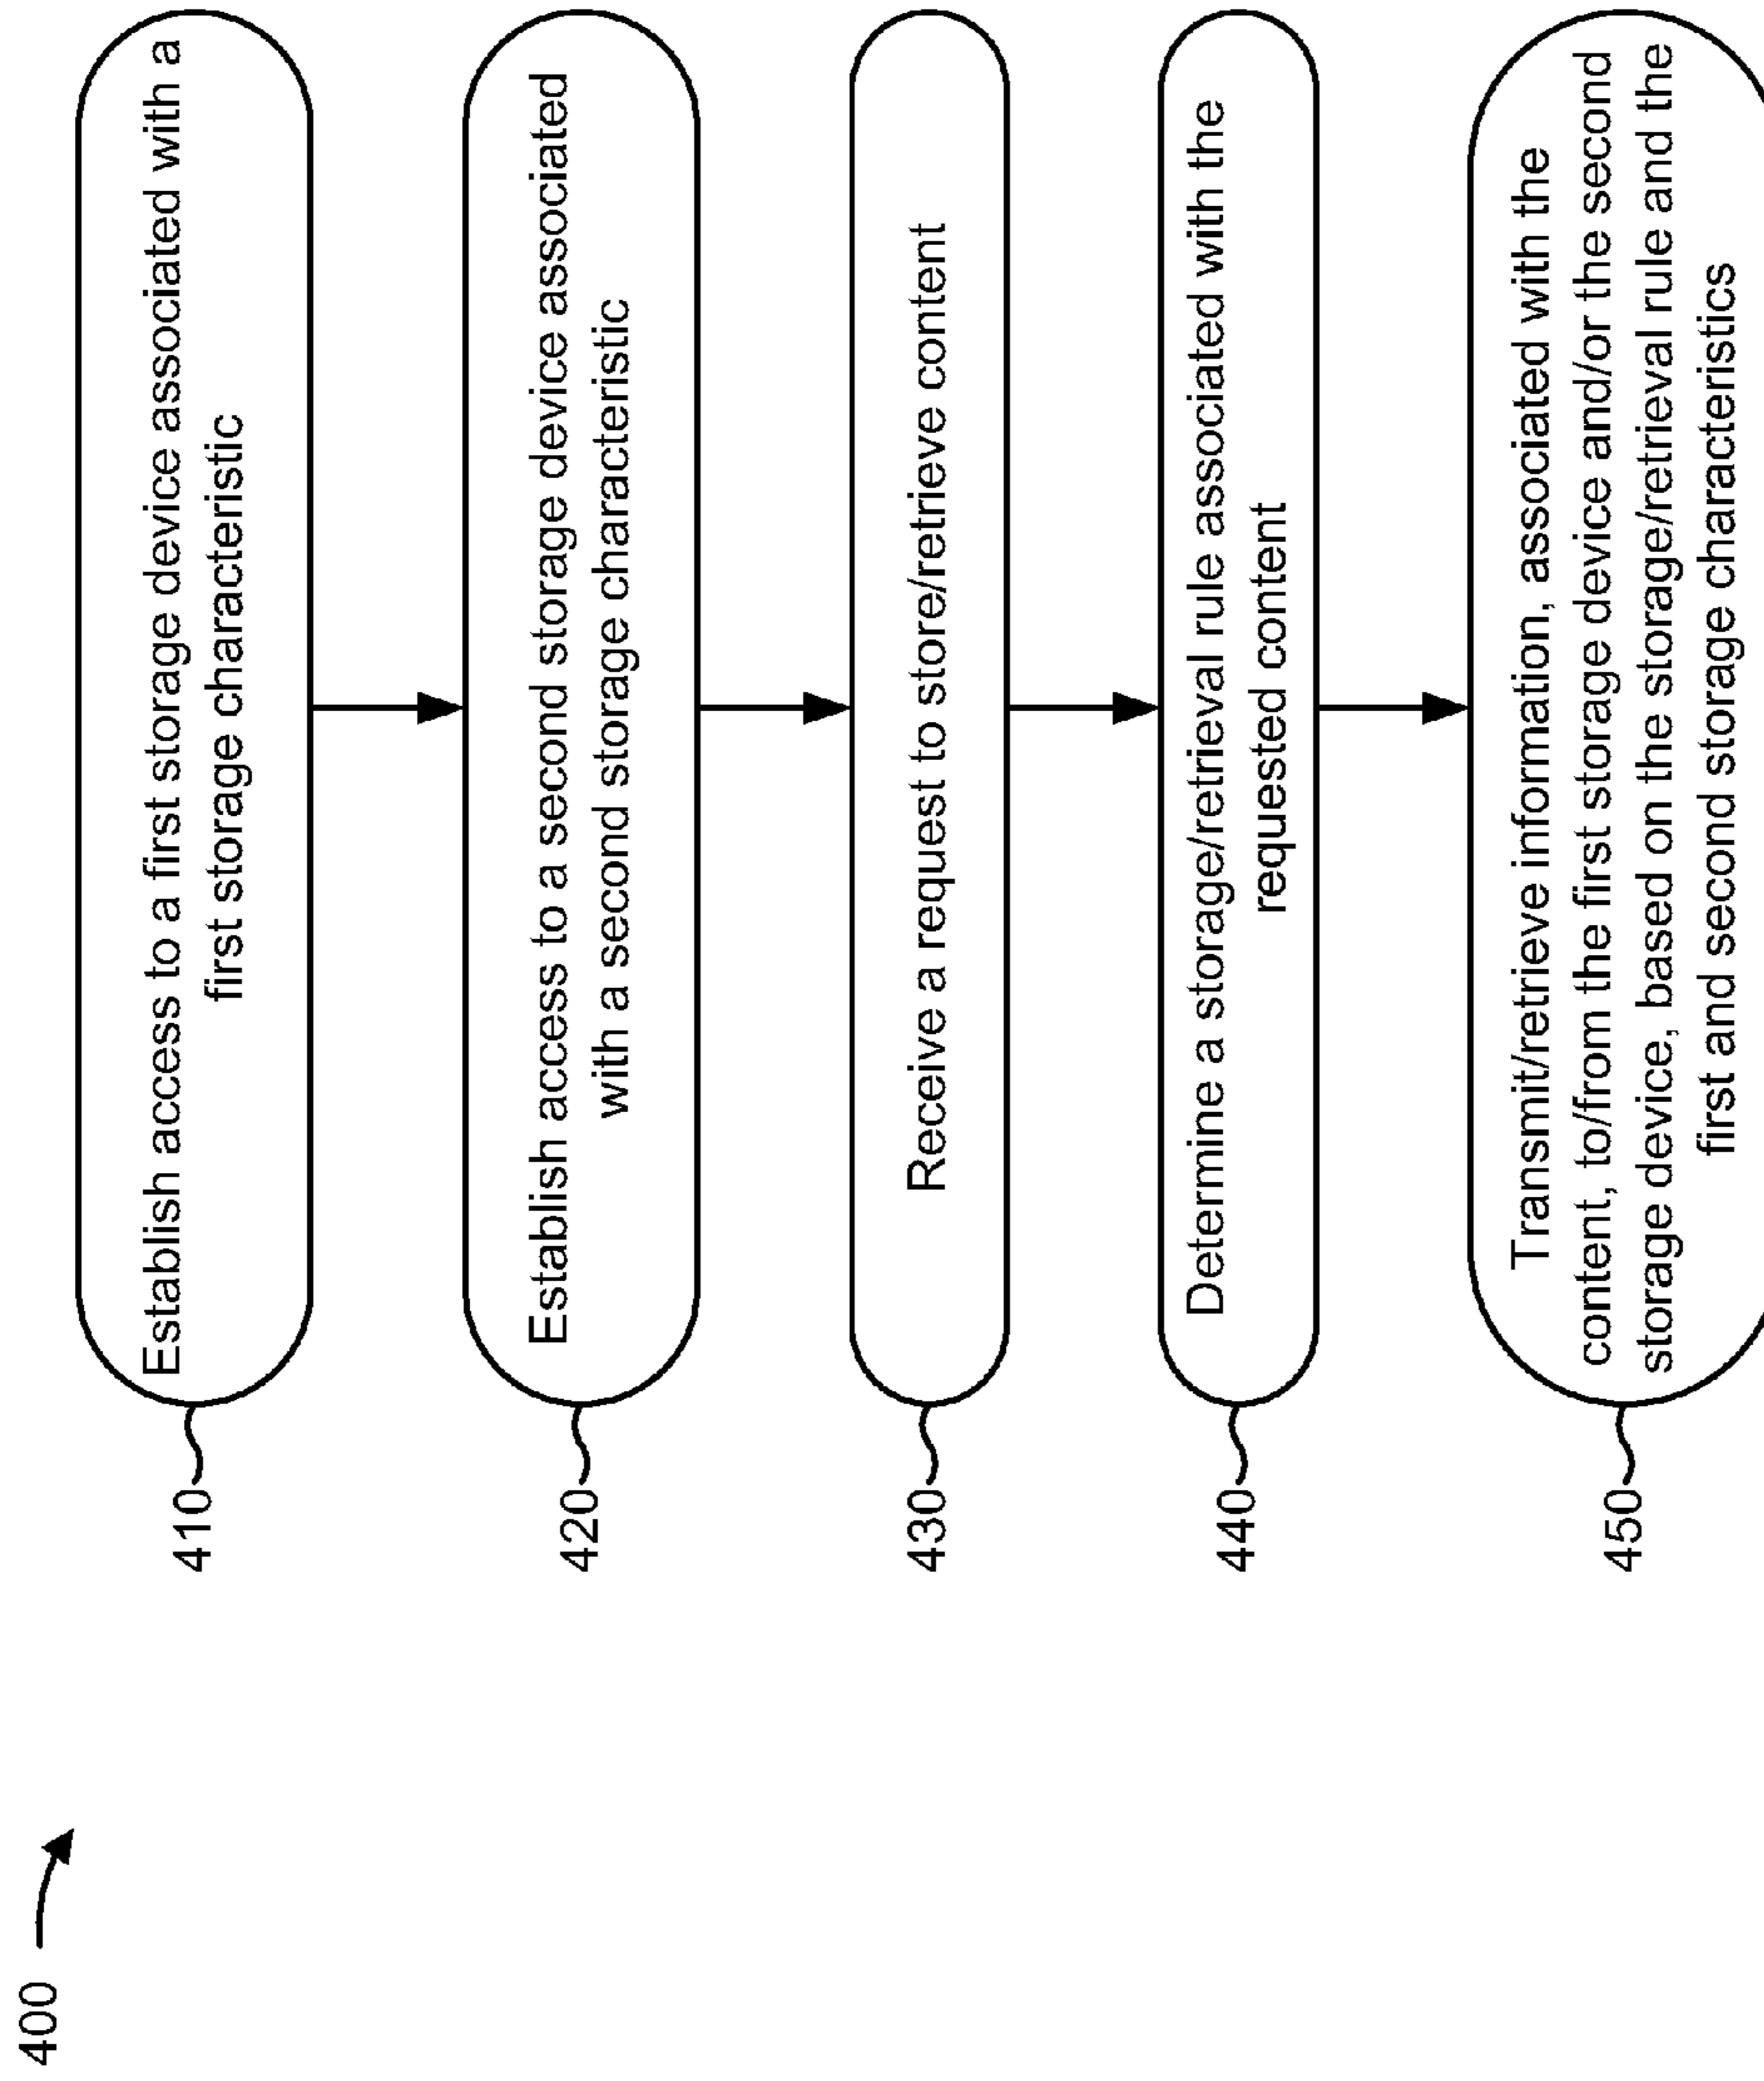 400
410
Establish access to a first storage device associated with a
first storage characteristic
420
Establish access to a second storage device associated
with a second storage characteristic
430
Receive a request to store/retrieve content
440
Determine a storage/retrieval rule associated with the
requested content
450
Transmit/retrieve information, associated with the
content, to/from the first storage device and/or the second
storage device, based on the storage/retrieval rule and the
first and second storage characteristics